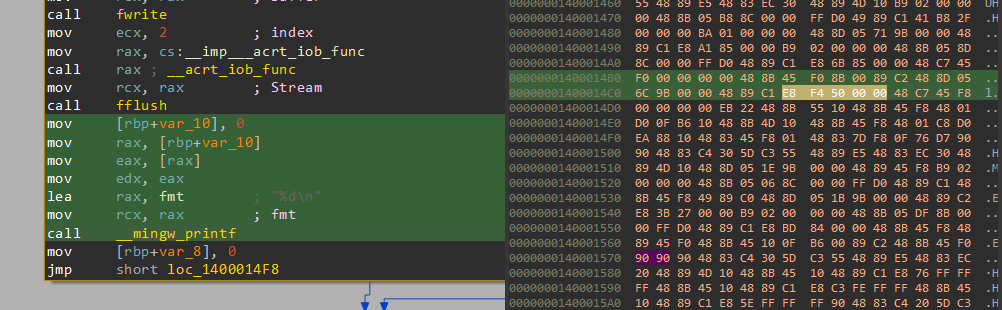 call fwrite
mov ecx, 2 ; index
mov rax, cs:__imp___acrt_iob_func
call rax ; __acrt_iob_func
mov rcx, rax ; Stream
call fflush
mov [rbp+var_10], 0
mov rax, [rbp+var_10]
mov eax, [rax]
mov edx, eax
lea rax, fmt ; "%d\n"
mov rcx, rax ; fmt
call __mingw_printf
mov [rbp+var_8], 0
jmp short loc_1400014F8
0000000140001460 55 48 89 E5 48 83 EC 30 48 89 4D 10 B9 02 00 00 UH
0000000140001470 00 48 8B 05 B8 8C 00 00 FF D0 49 89 C1 41 B8 2F .H
0000000140001480 00 00 00 BA 01 00 00 00 48 8D 05 71 9B 00 00 48 ..
0000000140001490 89 C1 E8 A1 85 00 00 B9 02 00 00 00 48 8B 05 8D ..
00000001400014A0 8C 00 00 FF D0 48 89 C1 E8 6B 85 00 00 48 C7 45 ..
00000001400014B0 F0 00 00 00 00 48 8B 45 F0 8B 00 89 C2 48 8D 05 ..
00000001400014C0 6C 9B 00 00 48 89 C1 E8 F4 50 00 00 48 C7 45 F8 l.
00000001400014D0 00 00 00 00 EB 22 48 8B 55 10 48 8B 45 F8 48 01 ..
00000001400014E0 D0 0F B6 10 48 8B 4D 10 48 8B 45 F8 48 01 C8 D0 ..
00000001400014F0 EA 88 10 48 83 45 F8 01 48 83 7D F8 0F 76 D7 90 ..
0000000140001500 90 48 83 C4 30 5D C3 55 48 89 E5 48 83 EC 30 48 .H
0000000140001510 89 4D 10 48 8D 05 1E 9B 00 00 48 89 45 F8 B9 02 .M
0000000140001520 00 00 00 48 8B 05 06 8C 00 00 FF D0 48 89 C1 48 ..
0000000140001530 8B 45 F8 49 89 C0 48 8D 05 1B 9B 00 00 48 89 C2 .E
0000000140001540 E8 3B 27 00 00 B9 02 00 00 00 48 8B 05 DF 8B 00 ..
0000000140001550 00 FF D0 48 89 C1 E8 BD 84 00 00 48 8B 45 F8 48 ..
0000000140001560 89 45 F0 48 8B 45 10 0F B6 00 89 C2 48 8B 45 F0 .E
0000000140001570 90 90 90 48 83 C4 30 5D C3 55 48 89 E5 48 83 EC ..
0000000140001580 20 48 89 4D 10 48 8B 45 10 48 89 C1 E8 76 FF FF ·H
0000000140001590 FF 48 8B 45 10 48 89 C1 E8 C3 FE FF FF 48 8B 45 .H
00000001400015A0 10 48 89 C1 E8 5E FF FF FF 90 48 83 C4 20 5D C3 .H